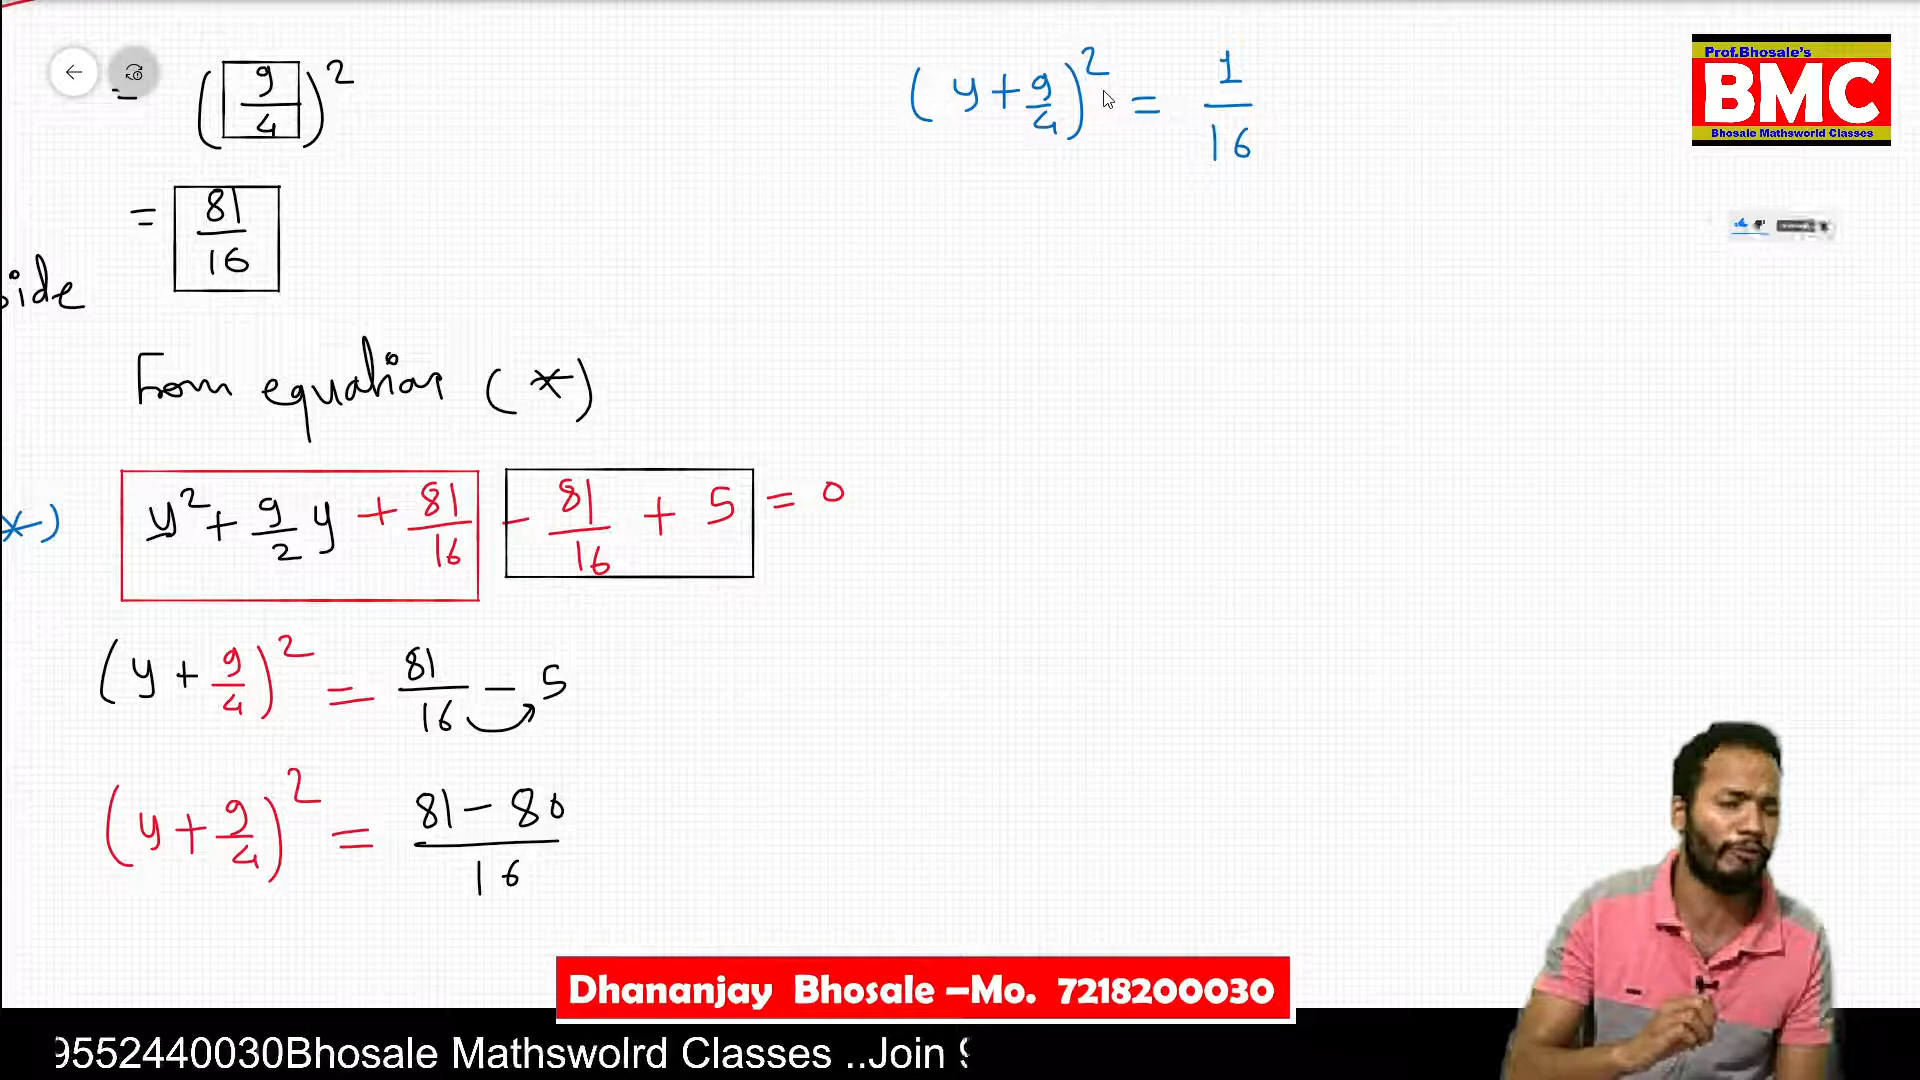 = (9/4)²
= 81/16
side
From equation (*)
*) y² + 9/2 y + 81/16 - 81/16 + 5 = 0
(y + 9/4)² = 81/16 - 5
(y + 9/4)² = 81 - 80 / 16
(y + 9/4)² = 1/16
Prof.Bhosale's
BMC
Bhosale Mathsworld Classes
Dhananjay Bhosale –Mo. 7218200030
9552440030Bhosale Mathswolrd Classes ..Join 9